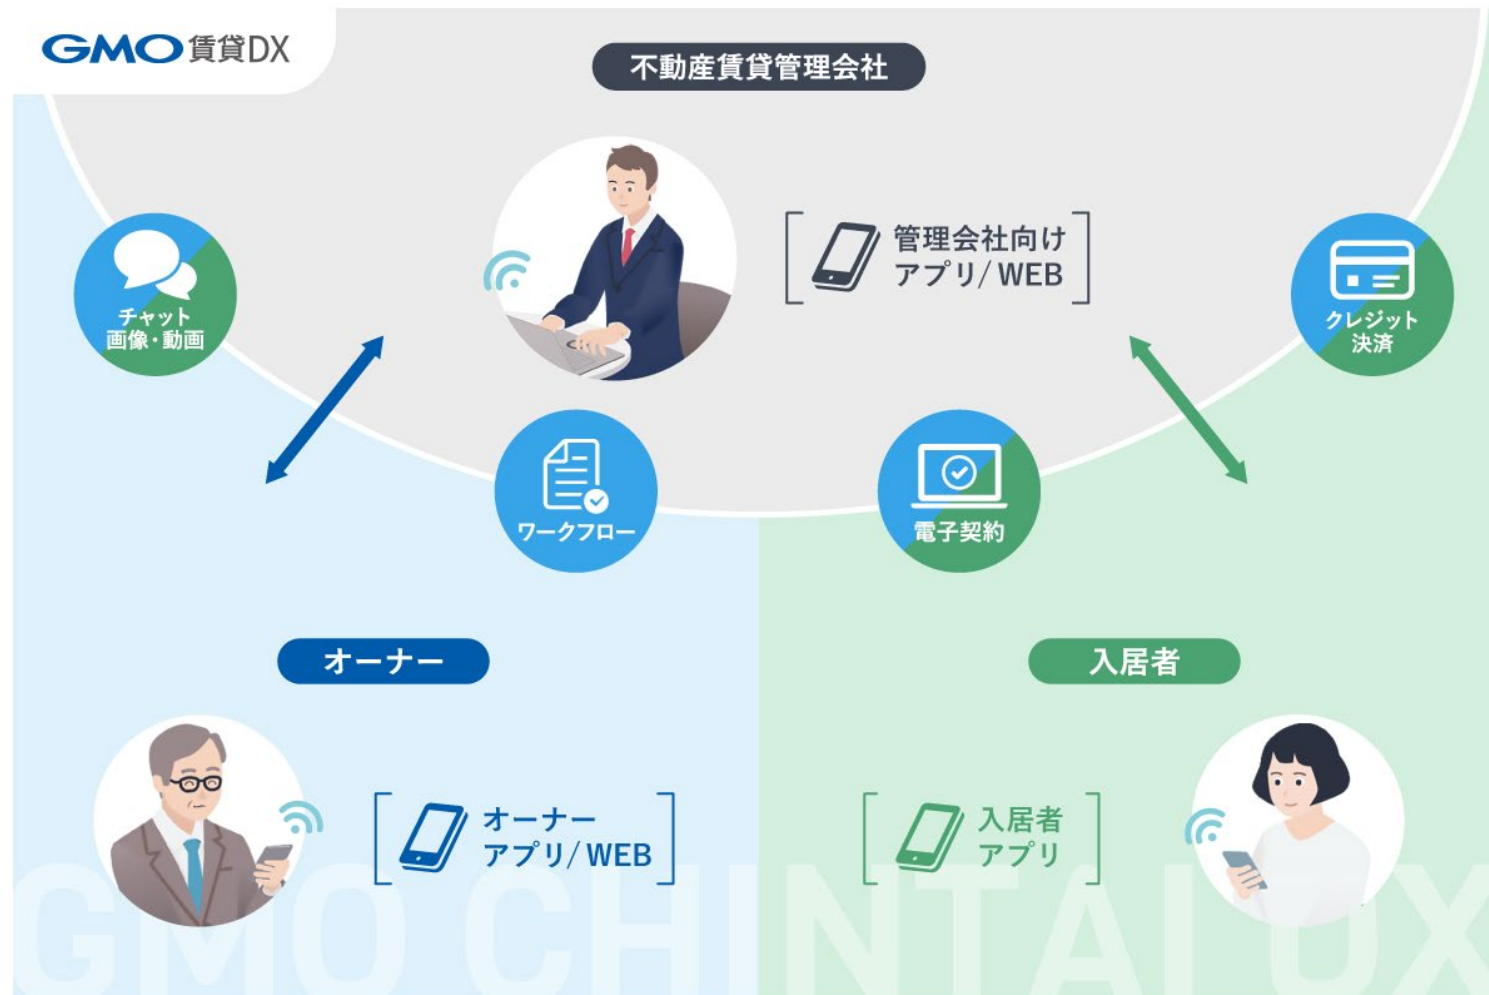 GMO賃貸DX
不動産賃貸管理会社
管理会社向け
アプリ/WEB
チャット
画像・動画
クレジット
決済
ワークフロー
電子契約
オーナー
入居者
オーナー
アプリ/WEB
入居者
アプリ
GMO CHINTAI DX